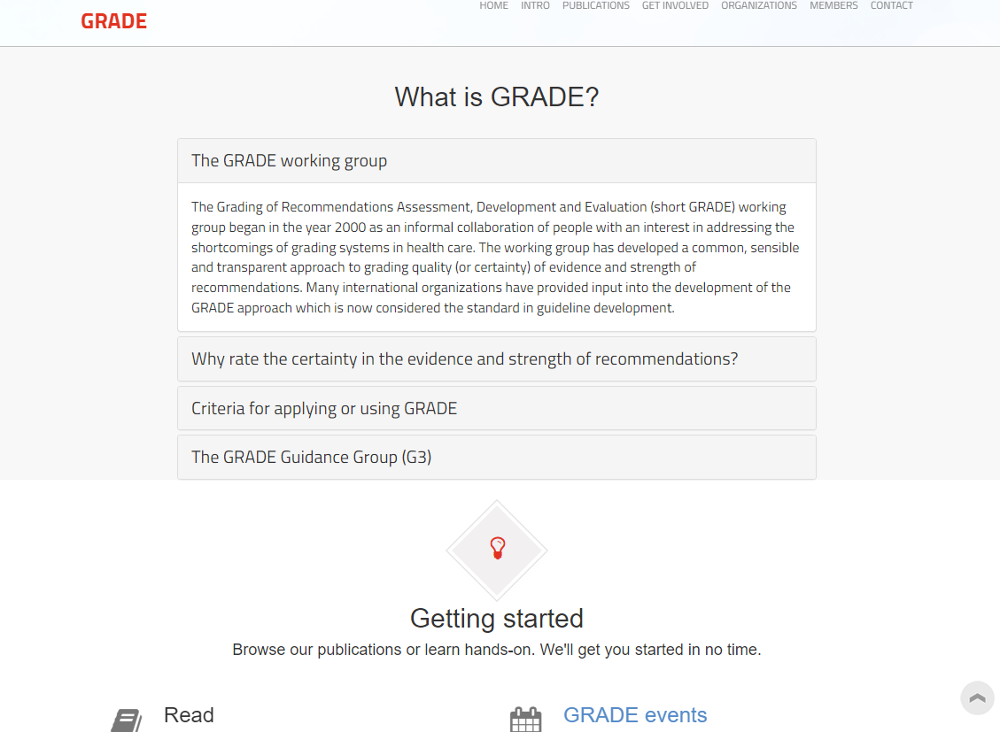 GRADE
HOME INTRO PUBLICATIONS GET INVOLVED ORGANIZATIONS MEMBERS CONTACT
What is GRADE?
The GRADE working group
The Grading of Recommendations Assessment, Development and Evaluation (short GRADE) working
group began in the year 2000 as an informal collaboration of people with an interest in addressing the
shortcomings of grading systems in health care. The working group has developed a common, sensible
and transparent approach to grading quality (or certainty) of evidence and strength of
recommendations. Many international organizations have provided input into the development of the
GRADE approach which is now considered the standard in guideline development.
Why rate the certainty in the evidence and strength of recommendations?
Criteria for applying or using GRADE
The GRADE Guidance Group (G3)
Getting started
Browse our publications or learn hands-on. We'll get you started in no time.
Read
GRADE events